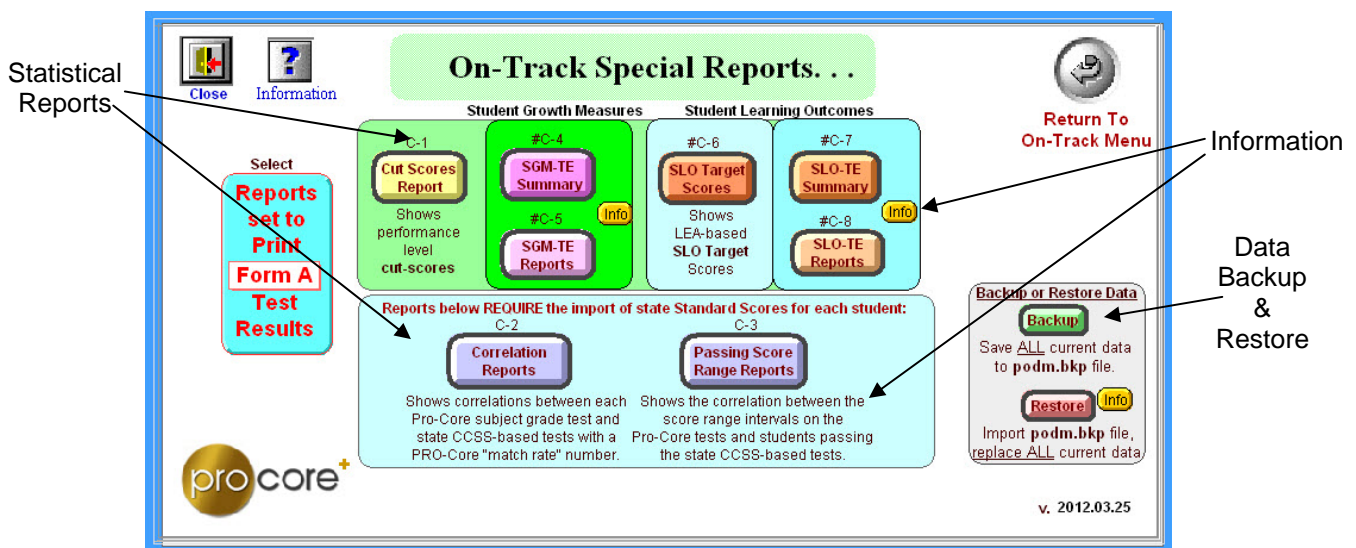 Statistical
Reports
Close
?
Information
On-Track Special Reports. . .
Return To
On-Track Menu
Information
Student Growth Measures
Student Learning Outcomes
C-1
Cut Scores
Report
Shows
performance
level
cut-scores
#C-4
SGM-TE
Summary
Info
#C-5
SGM-TE
Reports
#C-6
SLO Target
Scores
Shows
LEA-based
SLO Target
Scores
#C-7
SLO-TE
Summary
Info
#C-8
SLO-TE
Reports
Select
Reports
set to
Print
Form A
Test
Results
Reports below REQUIRE the import of state Standard Scores for each student:
C-2
Correlation
Reports
Shows correlations between each
Pro-Core subject grade test and
state CCSS-based tests with a
PRO-Core "match rate" number.
C-3
Passing Score
Range Reports
Shows the correlation between the
score range intervals on the
Pro-Core tests and students passing
the state CCSS-based tests.
Backup or Restore Data
Backup
Save ALL current data
to podm.bkp file.
Restore
Info
Import podm.bkp file,
replace ALL current data
Data
Backup
&
Restore
pro core+
v. 2012.03.25